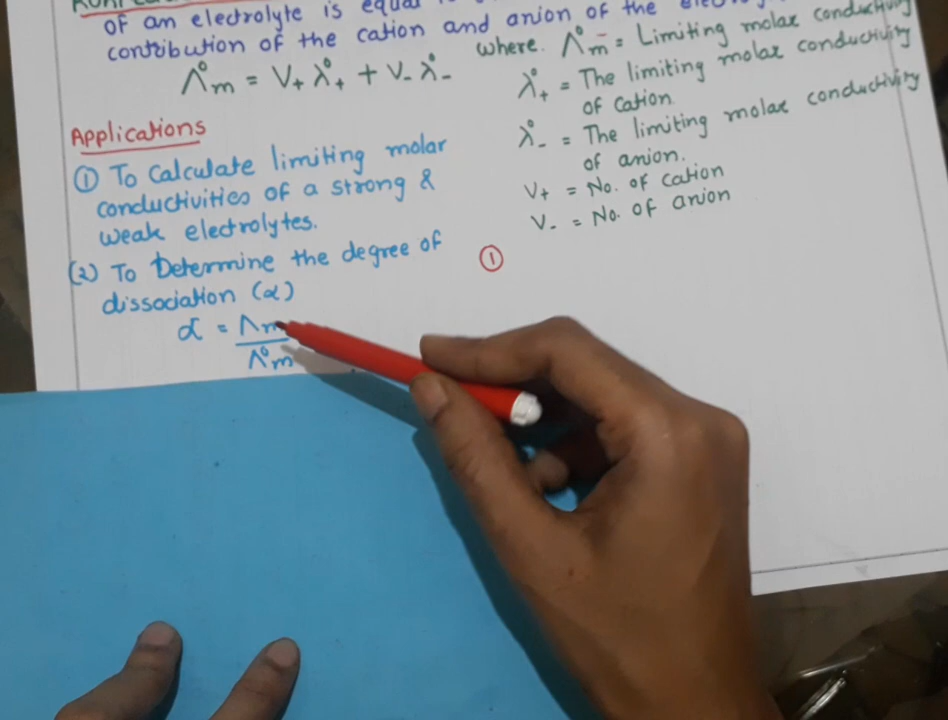 of an electrolyte is equal
contribution of the cation and anion of the
Λ°m = V+ λ°+ + V- λ°-
where. Λ°m = Limiting molar conductivity
λ°+ = The limiting molar conductivity
of cation
λ°- = The limiting molar conductivity
of anion.
V+ = No. of cation
V- = No. of anion
Applications
① To Calculate limiting molar
conductivities of a strong &
weak electrolytes.
(2) To Determine the degree of
dissociation (α)
α = Λm
Λ°m
①